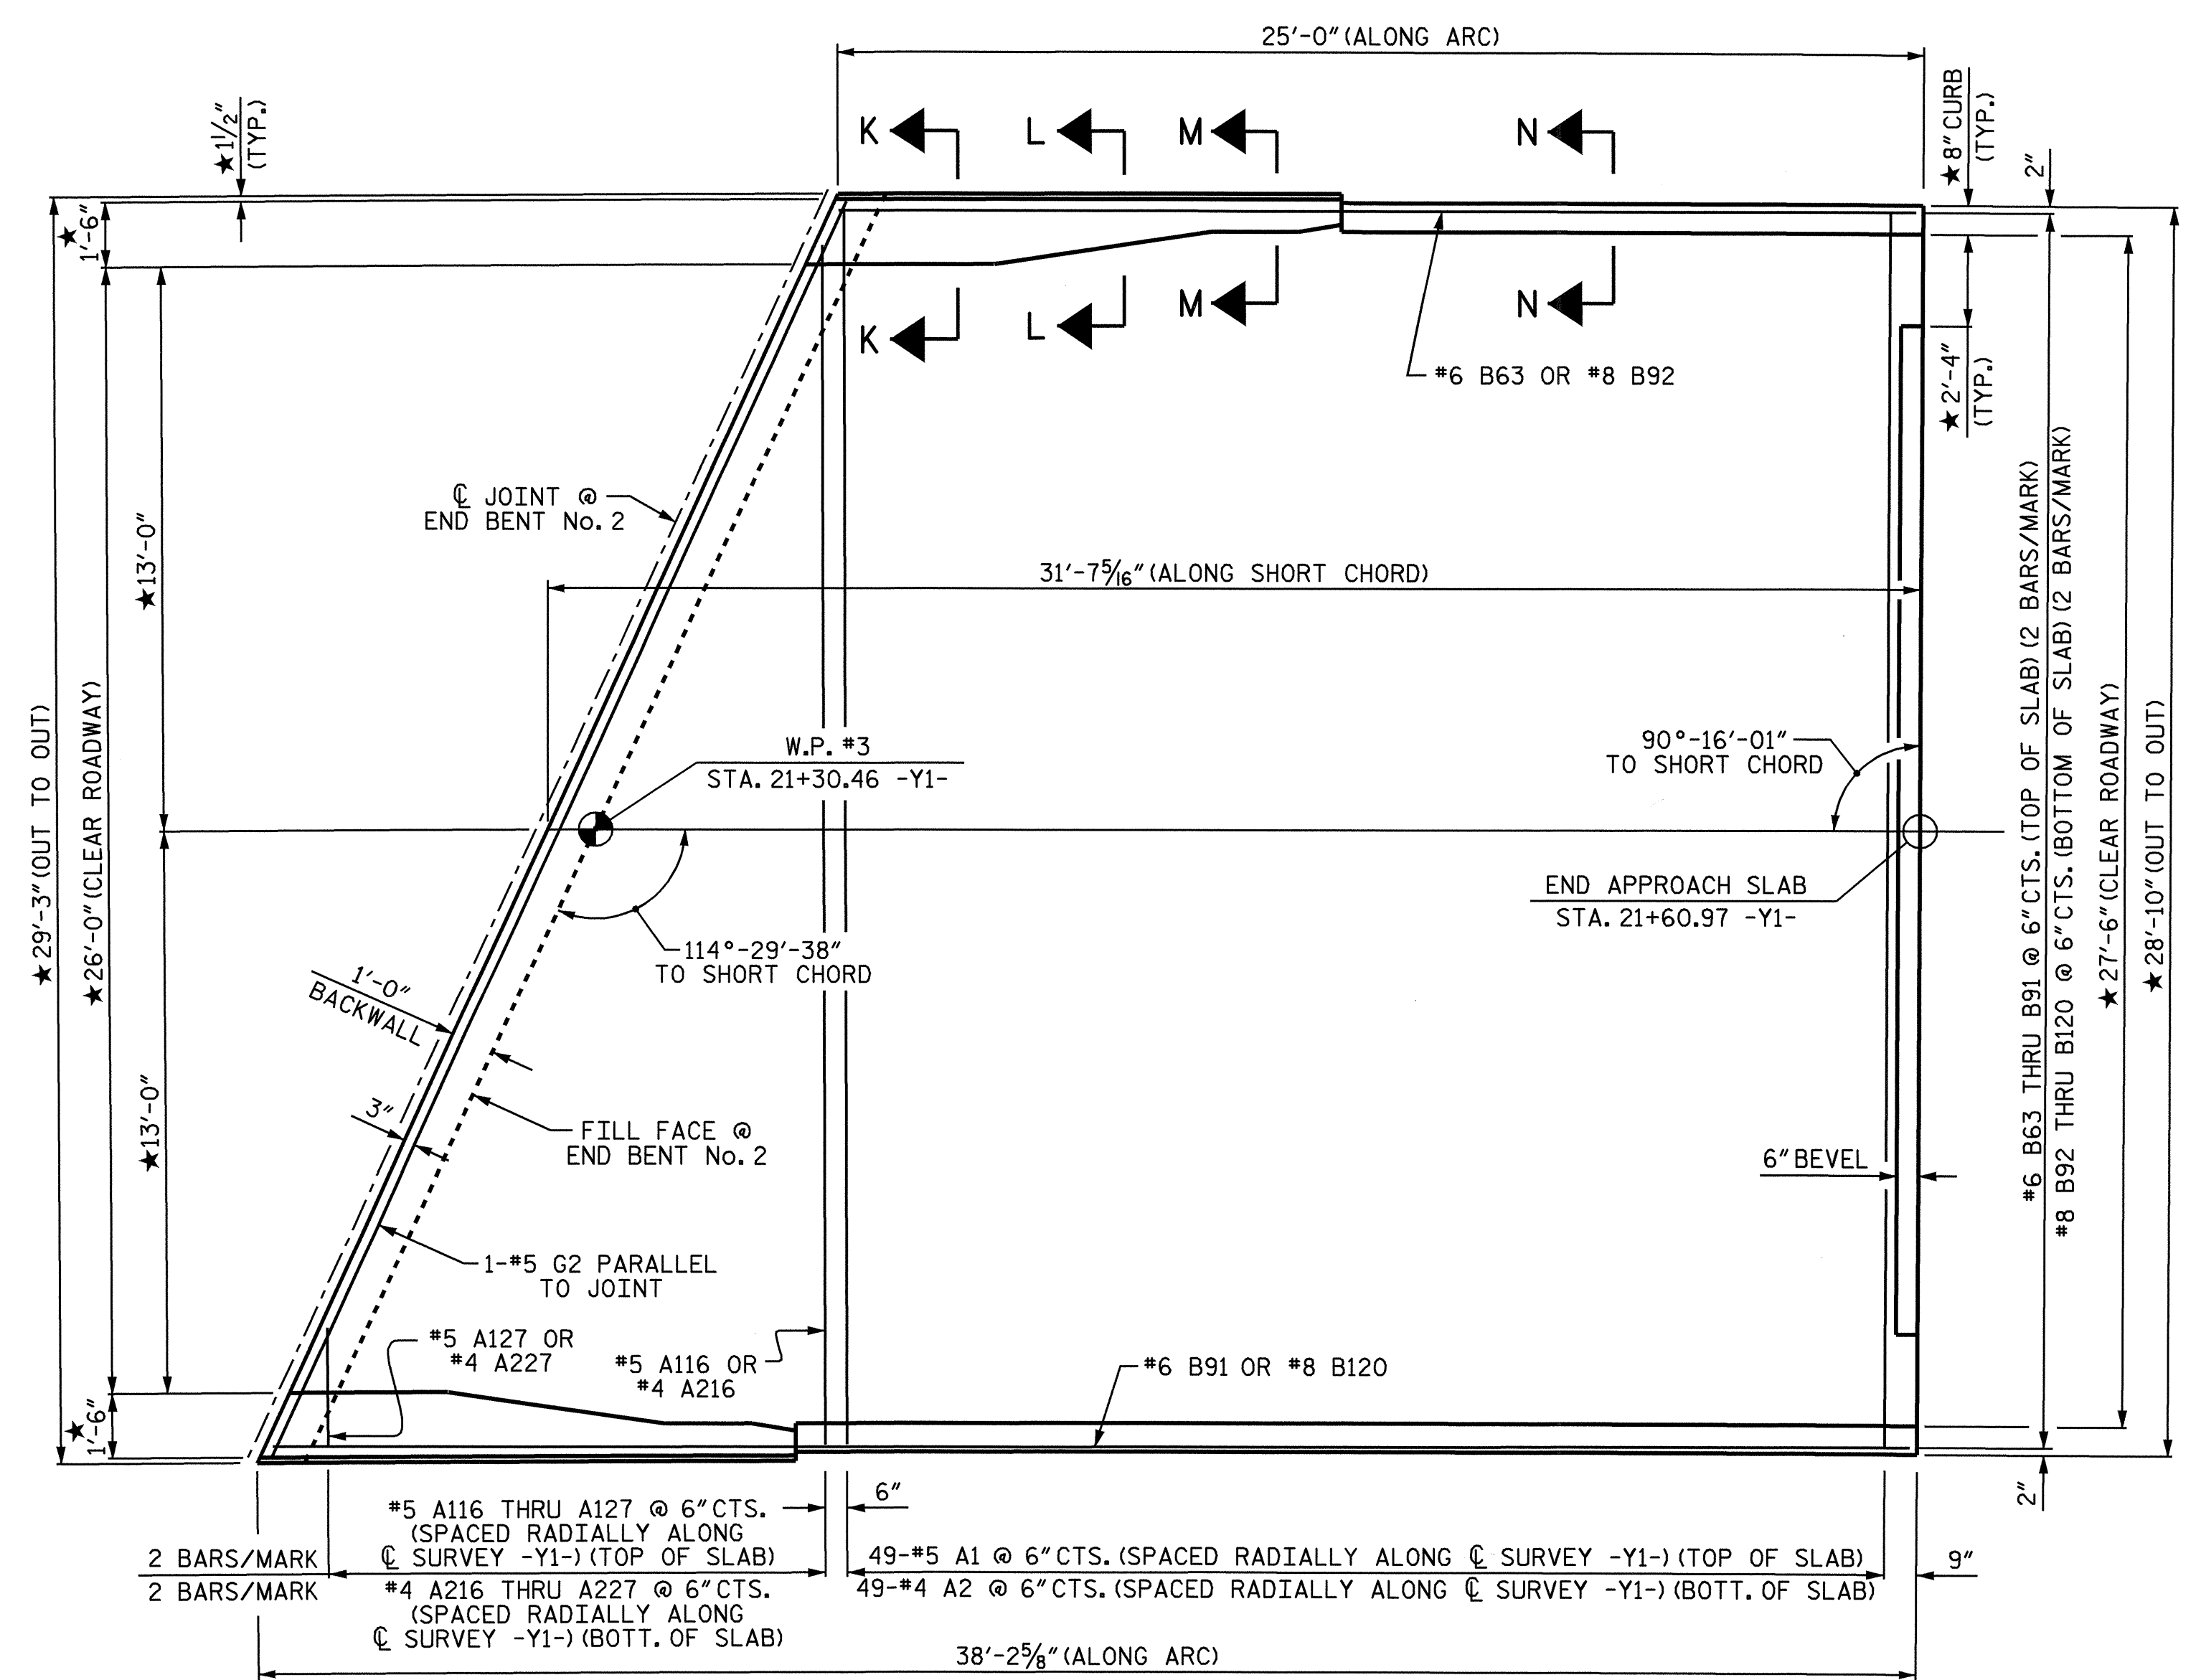 25'-0" (ALONG ARC)
★1½"
(TYP.)
K
L
M
N
★8" CURB
(TYP.)
2"
★
1'-6"
K
L
M
N
#6 B63 OR #8 B92
★2'-4"
(TYP.)
℄ JOINT @
END BENT No. 2
★13'-0"
31'-7⁵⁄₁₆" (ALONG SHORT CHORD)
★29'-3" (OUT TO OUT)
★26'-0" (CLEAR ROADWAY)
W.P. #3
STA. 21+30.46 -Y1-
90°-16'-01"
TO SHORT CHORD
END APPROACH SLAB
STA. 21+60.97 -Y1-
114°-29'-38"
TO SHORT CHORD
1'-0"
BACKWALL
★13'-0"
3"
FILL FACE @
END BENT No. 2
6" BEVEL
#6 B63 THRU B91 @ 6" CTS. (TOP OF SLAB) (2 BARS/MARK)
#8 B92 THRU B120 @ 6" CTS. (BOTTOM OF SLAB) (2 BARS/MARK)
★27'-6" (CLEAR ROADWAY)
★28'-10" (OUT TO OUT)
1-#5 G2 PARALLEL
TO JOINT
#5 A127 OR
#4 A227
#5 A116 OR
#4 A216
#6 B91 OR #8 B120
★
1'-6"
2"
#5 A116 THRU A127 @ 6" CTS.
(SPACED RADIALLY ALONG
℄ SURVEY -Y1-) (TOP OF SLAB)
6"
2 BARS/MARK
2 BARS/MARK
#4 A216 THRU A227 @ 6" CTS.
(SPACED RADIALLY ALONG
℄ SURVEY -Y1-) (BOTT. OF SLAB)
49-#5 A1 @ 6" CTS. (SPACED RADIALLY ALONG ℄ SURVEY -Y1-) (TOP OF SLAB)
49-#4 A2 @ 6" CTS. (SPACED RADIALLY ALONG ℄ SURVEY -Y1-) (BOTT. OF SLAB)
9"
38'-2⅝" (ALONG ARC)